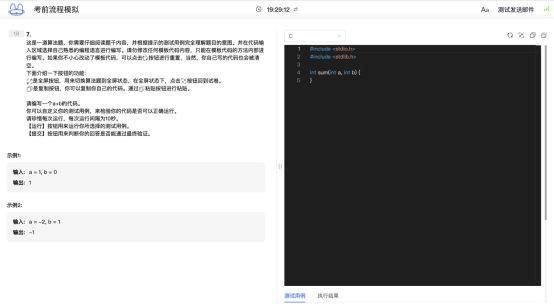 考前流程模拟
19:29:12
Aa 测试发送邮件
7.
这是一道算法题，你需要仔细阅读题干内容，并根据提示的测试用例完全理解题目的意图。并在代码输
入区域选择自己熟悉的编程语言进行编写。请勿修改任何模板代码内容，只能在模板代码的方法内部进
行编写。如果你不小心改动了模板代码，可以点击按钮进行重置，当然，你自己写的代码也会被清
空。
下面介绍一下按钮的功能：
是全屏按钮，用来切换算法题到全屏状态，在全屏状态下，点击按钮回到试卷。
是复制按钮，你可以复制你自己的代码。通过粘贴按钮进行粘贴。
请编写一个a+b的代码。
你可以自定义你的测试用例，来检验你的代码是否可以正确运行。
请珍惜每次运行，每次运行间隔为10秒。
【运行】按钮用来运行你所选择的测试用例。
【提交】按钮用来判断你的回答是否能通过最终验证。
示例1:
输入: a = 1, b = 0
输出: 1
示例2:
输入: a = -2, b = 1
输出: -1
C
1 #include <stdio.h>
2 #include <stdlib.h>
3
4 int sum(int a, int b) {
5 }
测试用例 执行结果